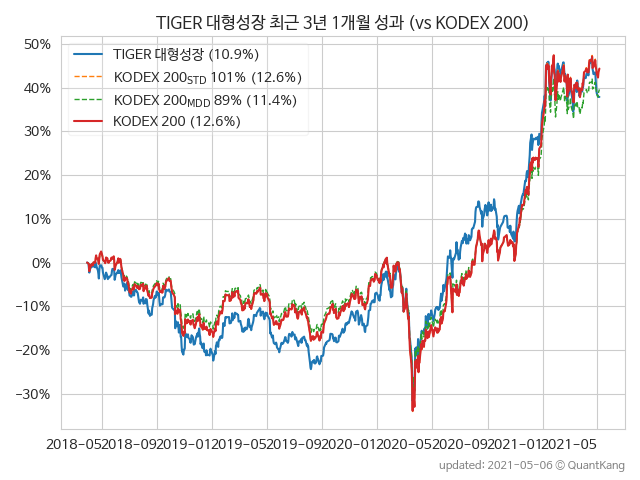 TIGER 대형성장 최근 3년 1개월 성과 (vs KODEX 200)
50%
40%
30%
20%
10%
0%
−10%
−20%
−30%
TIGER 대형성장 (10.9%)
KODEX 200STD 101% (12.6%)
KODEX 200MDD 89% (11.4%)
KODEX 200 (12.6%)
2018-05 2018-09 2019-01 2019-05 2019-09 2020-01 2020-05 2020-09 2021-01 2021-05
updated: 2021-05-06 © QuantKang